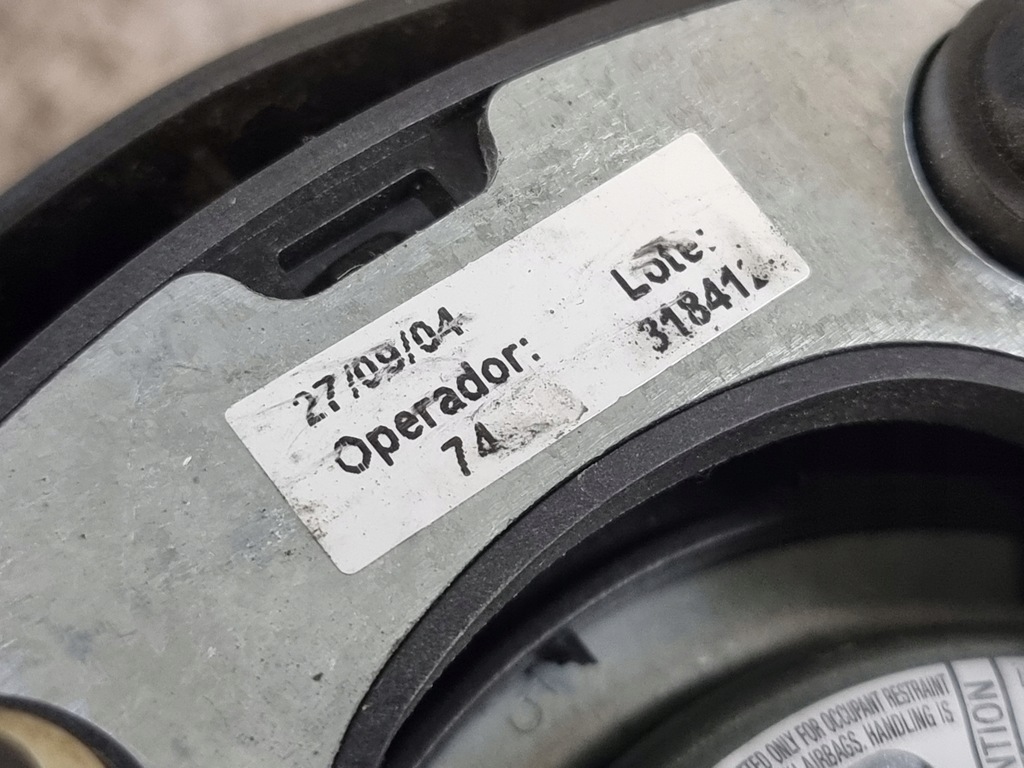 27/09/04
Operador:
74
Lote:
ONLY FOR OCCUPANT RESTRAINT
AIRBAGS. HANDLING IS